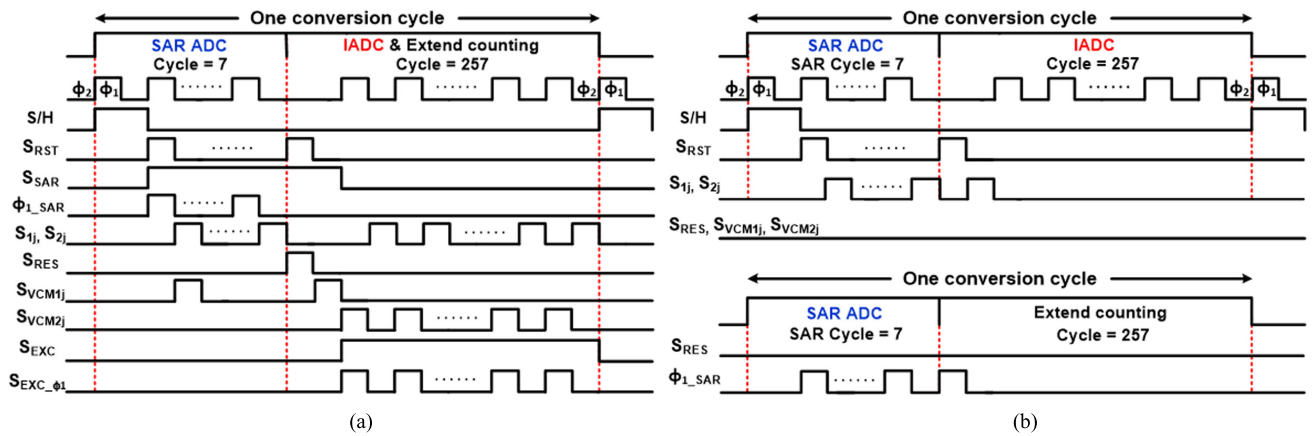 One conversion cycle
SAR ADC
IADC & Extend counting
Cycle = 7
Cycle = 257
ϕ2 ϕ1 ...... ...... ϕ2 ϕ1
S/H
SRST ......
SSAR
ϕ1_SAR ......
S1j, S2j ...... ......
SRES
SVCM1j
SVCM2j ......
SEXC
SEXC_ϕ1 ......
(a)
One conversion cycle
SAR ADC
IADC
SAR Cycle = 7
Cycle = 257
ϕ2 ϕ1 ...... ...... ϕ2 ϕ1
S/H
SRST ......
S1j, S2j ......
SRES, SVCM1j, SVCM2j
One conversion cycle
SAR ADC
Extend counting
SAR Cycle = 7
Cycle = 257
SRES
ϕ1_SAR ......
(b)